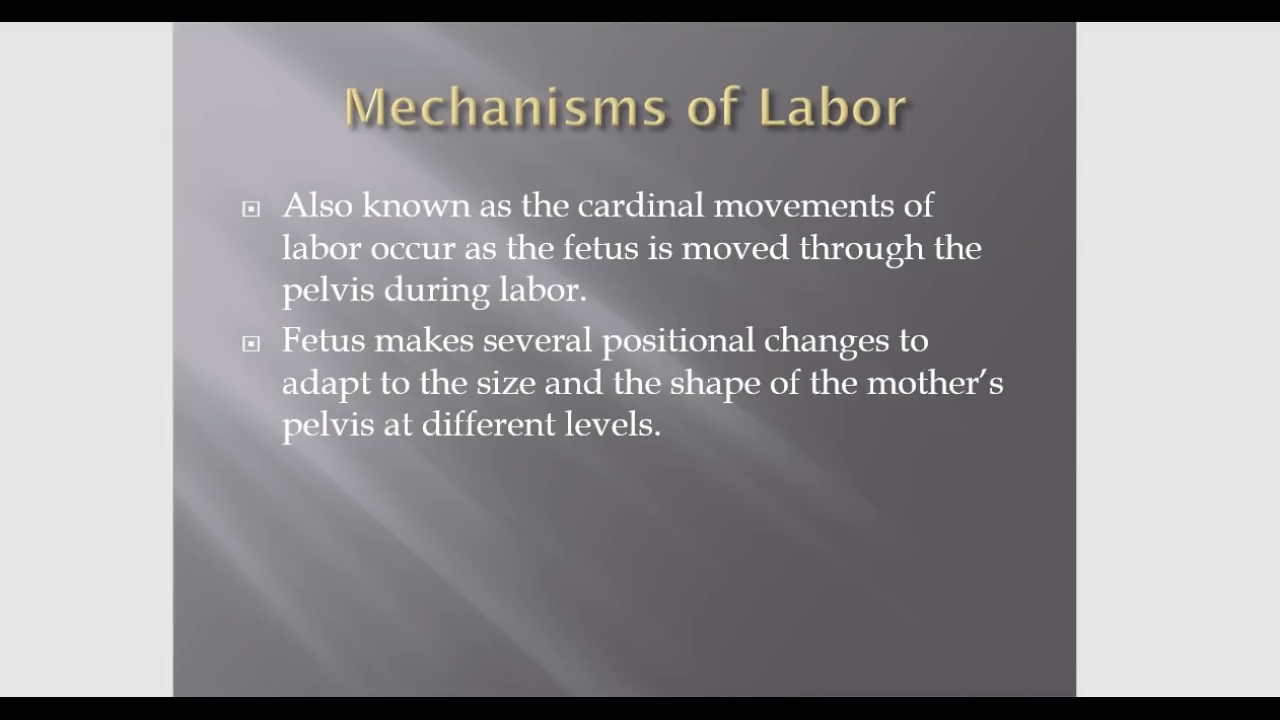 Mechanisms of Labor
Also known as the cardinal movements of
labor occur as the fetus is moved through the
pelvis during labor.
Fetus makes several positional changes to
adapt to the size and the shape of the mother’s
pelvis at different levels.